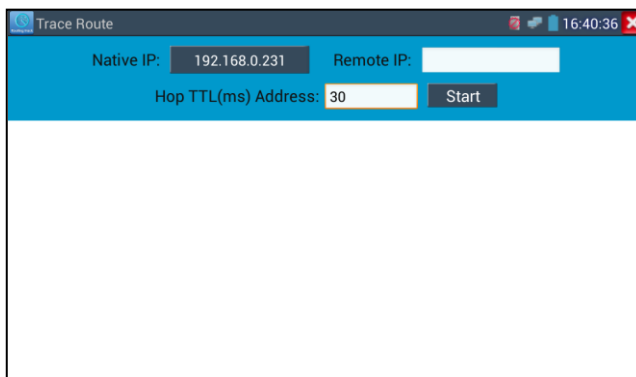 Trace Route 16:40:36
Native IP: 192.168.0.231 Remote IP:
Hop TTL(ms) Address: 30 Start